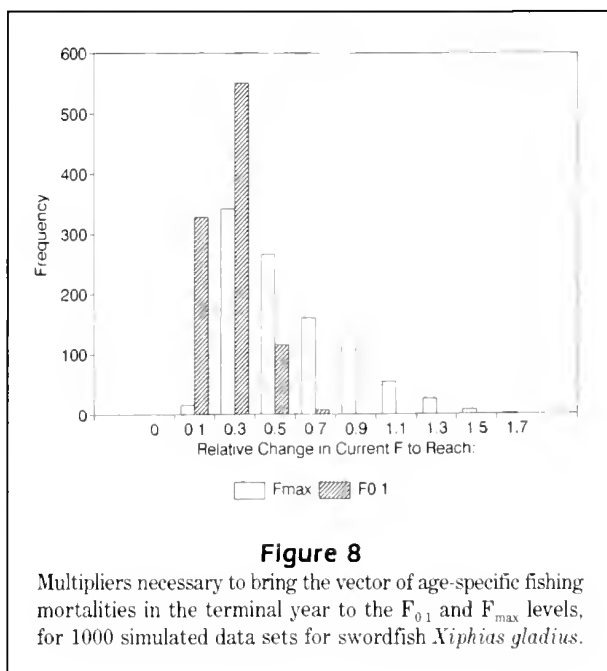 600
500
400
300
200
100
0
Frequency
0 0 1 0.3 0.5 0 7 0.9 1.1 1.3 1 5 1.7
Relative Change in Current F to Reach:
Fmax F0 1
Figure 8
Multipliers necessary to bring the vector of age-specific fishing
mortalities in the terminal year to the F0 1 and Fmax levels,
for 1000 simulated data sets for swordfish Xiphias gladius.